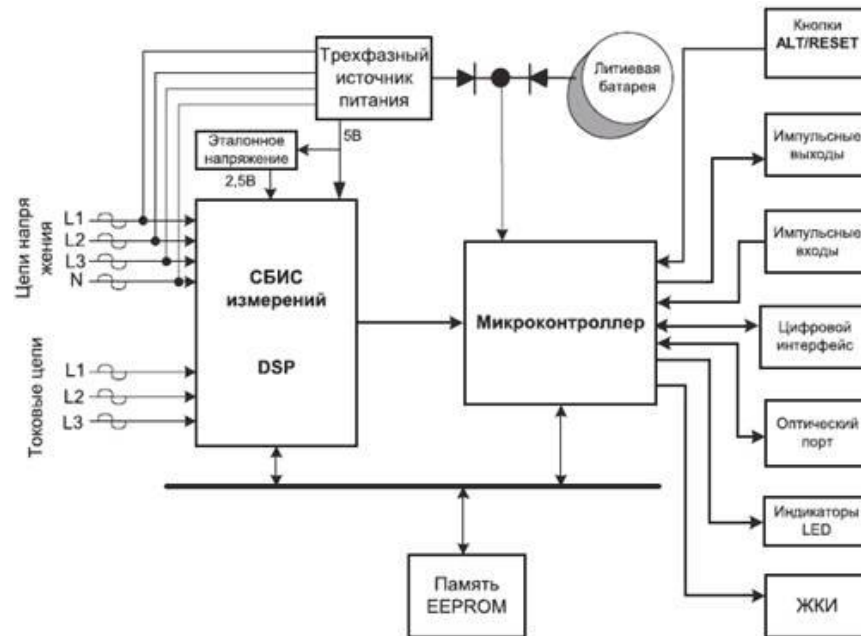 Кнопки
ALT/RESET
Трехфазный
источник
питания
Литиевая
батарея
Импульсные
выходы
Эталонное
напряжение
5В
2,5В
Цепи напря
жения
L1
L2
L3
N
СБИС
измерений
DSP
Микроконтроллер
Импульсные
входы
Цифровой
интерфейс
Токовые цепи
L1
L2
L3
Оптический
порт
Индикаторы
LED
Память
EEPROM
ЖКИ